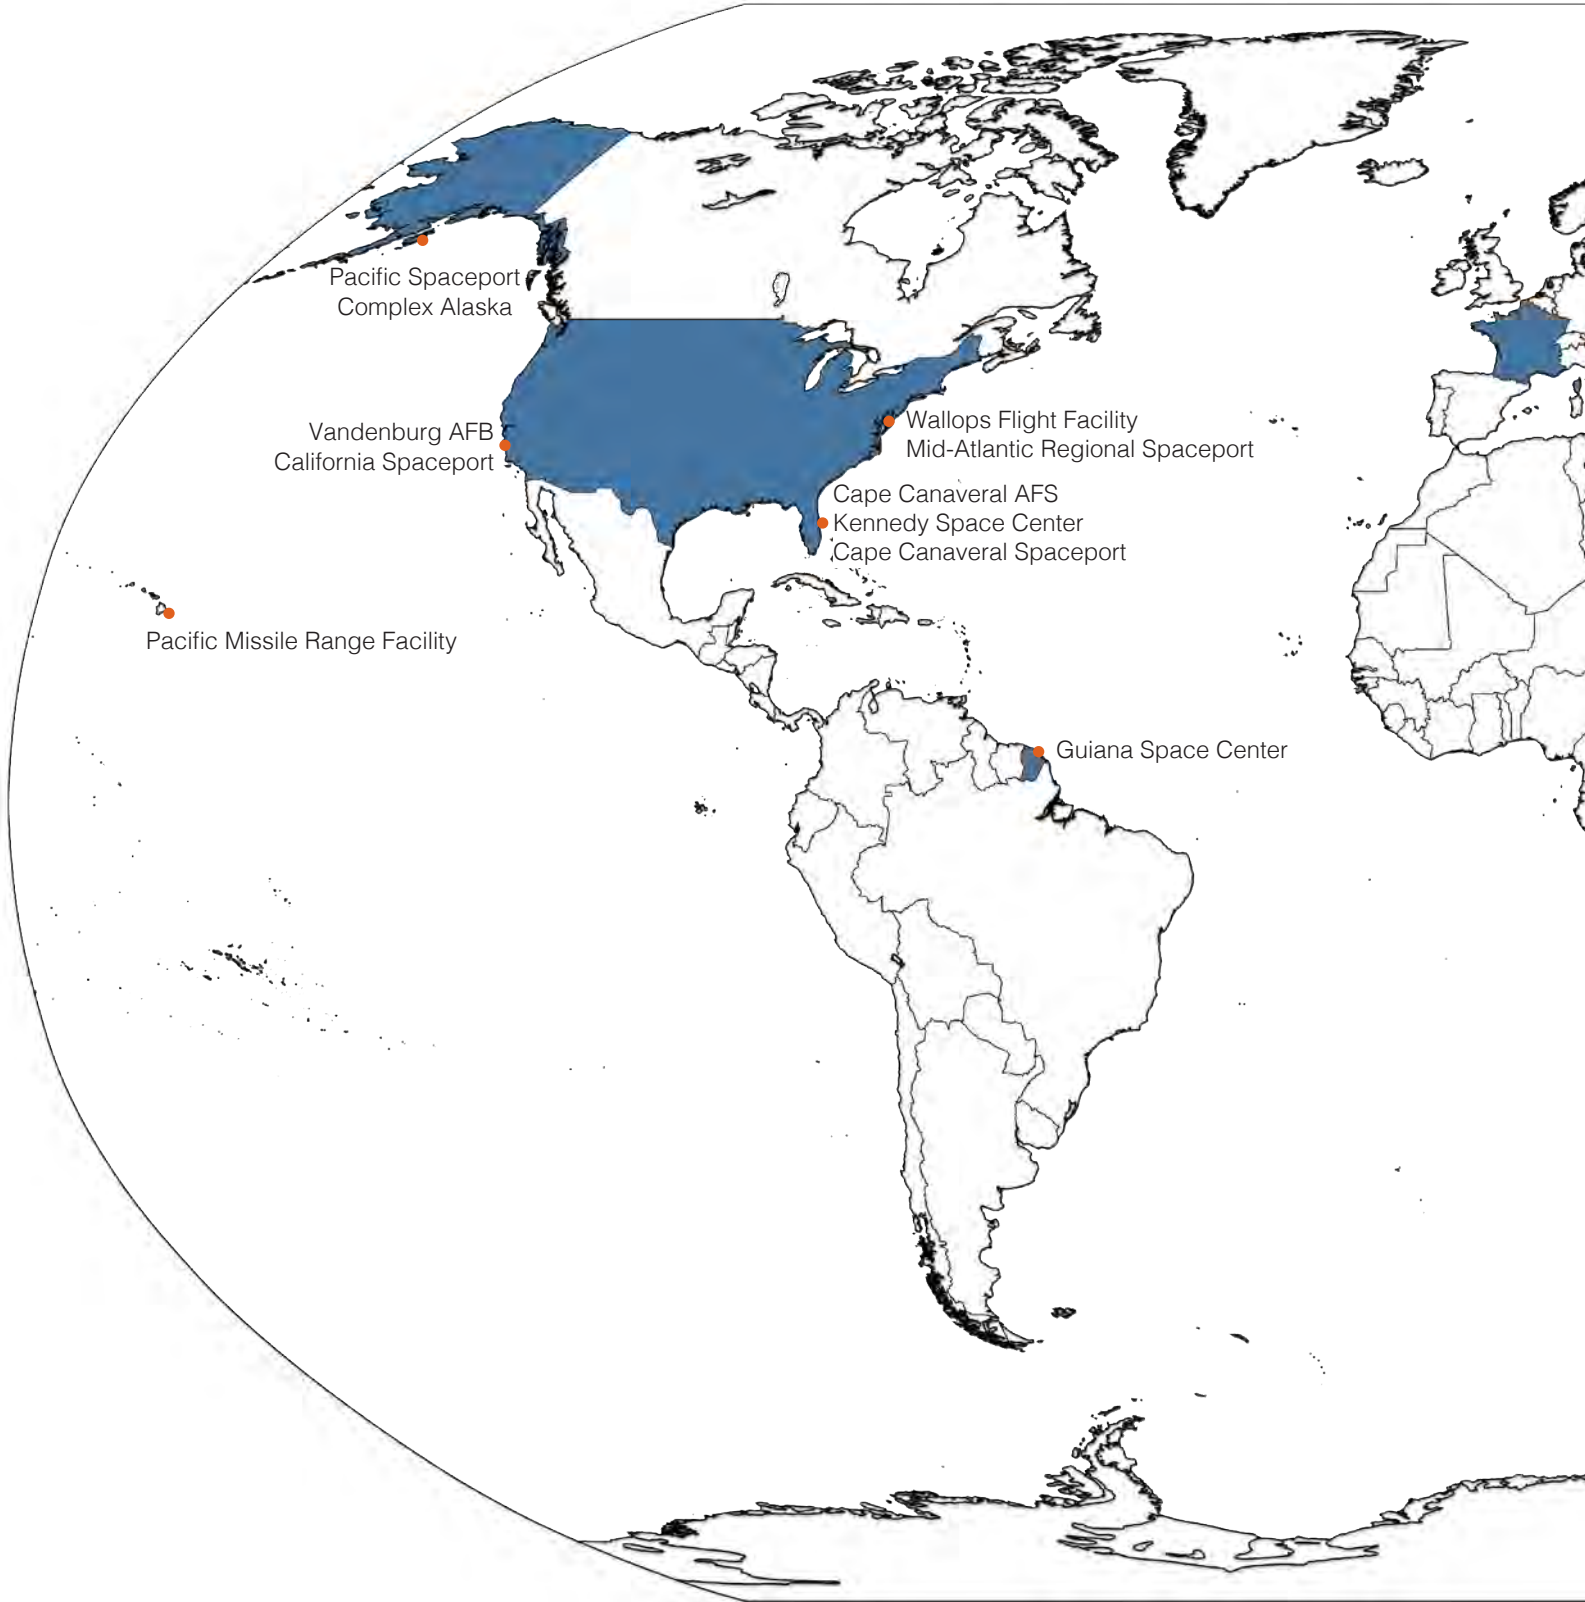 Pacific Spaceport
Complex Alaska
Vandenburg AFB
California Spaceport
Wallops Flight Facility
Mid-Atlantic Regional Spaceport
Cape Canaveral AFS
Kennedy Space Center
Cape Canaveral Spaceport
Pacific Missile Range Facility
Guiana Space Center